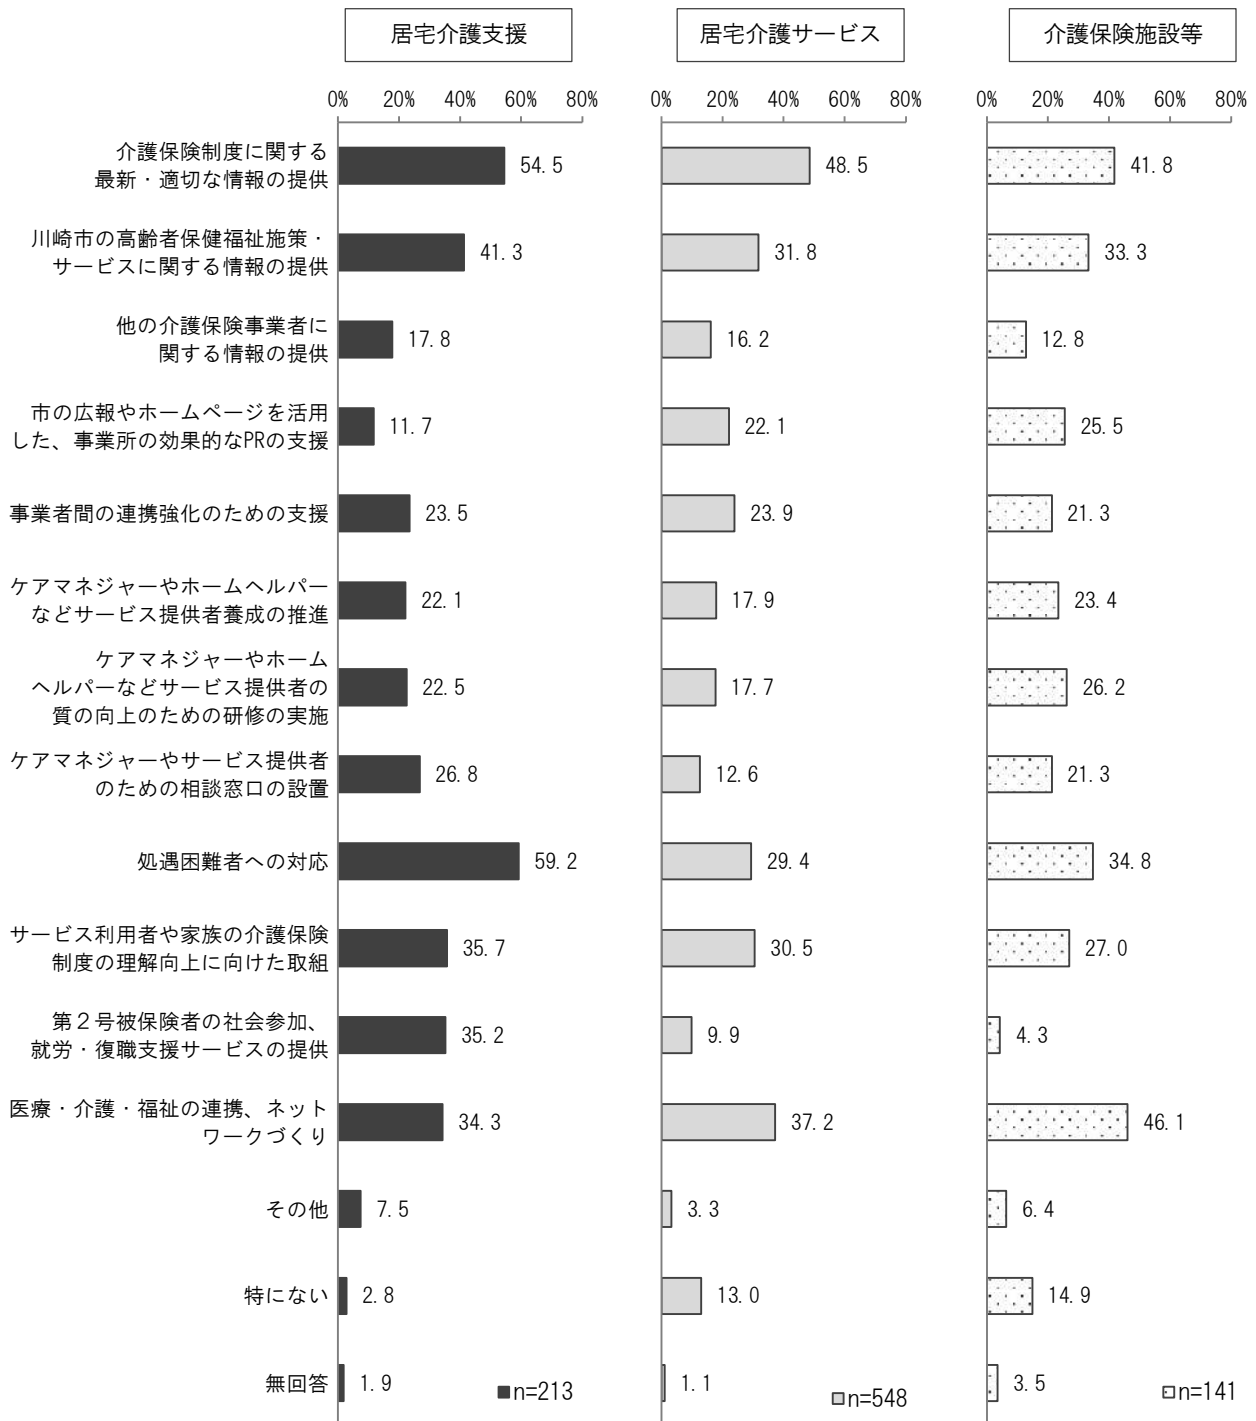 居宅介護支援 居宅介護サービス 介護保険施設等
0% 20% 40% 60% 80% 0% 20% 40% 60% 80% 0% 20% 40% 60% 80%
介護保険制度に関する
最新・適切な情報の提供
54.5 48.5 41.8
川崎市の高齢者保健福祉施策・
サービスに関する情報の提供
41.3 31.8 33.3
他の介護保険事業者に
関する情報の提供
17.8 16.2 12.8
市の広報やホームページを活用
した、事業所の効果的なPRの支援
11.7 22.1 25.5
事業者間の連携強化のための支援 23.5 23.9 21.3
ケアマネジャーやホームヘルパー
などサービス提供者養成の推進
22.1 17.9 23.4
ケアマネジャーやホーム
ヘルパーなどサービス提供者の
質の向上のための研修の実施
22.5 17.7 26.2
ケアマネジャーやサービス提供者
のための相談窓口の設置
26.8 12.6 21.3
処遇困難者への対応 59.2 29.4 34.8
サービス利用者や家族の介護保険
制度の理解向上に向けた取組
35.7 30.5 27.0
第２号被保険者の社会参加、
就労・復職支援サービスの提供
35.2 9.9 4.3
医療・介護・福祉の連携、ネット
ワークづくり
34.3 37.2 46.1
その他 7.5 3.3 6.4
特にない 2.8 13.0 14.9
無回答 1.9 1.1 3.5
n=213 n=548 n=141